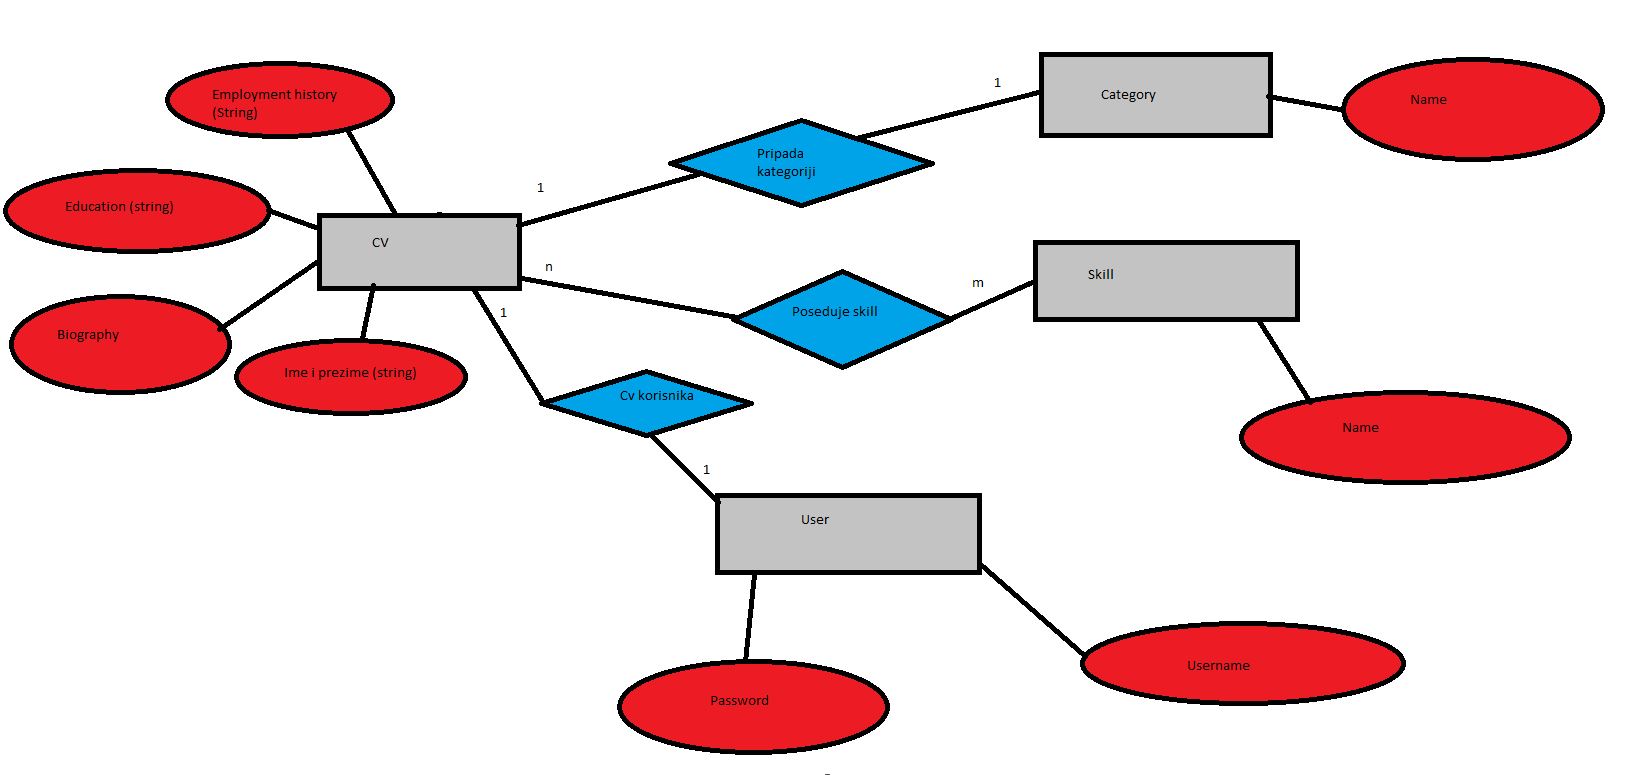 Employment history
(String)
1
Category
Name
Pripada
kategoriji
Education (string)
1
CV
n
Skill
m
1
Poseduje skill
Biography
Ime i prezime (string)
Cv korisnika
Name
1
User
Username
Password